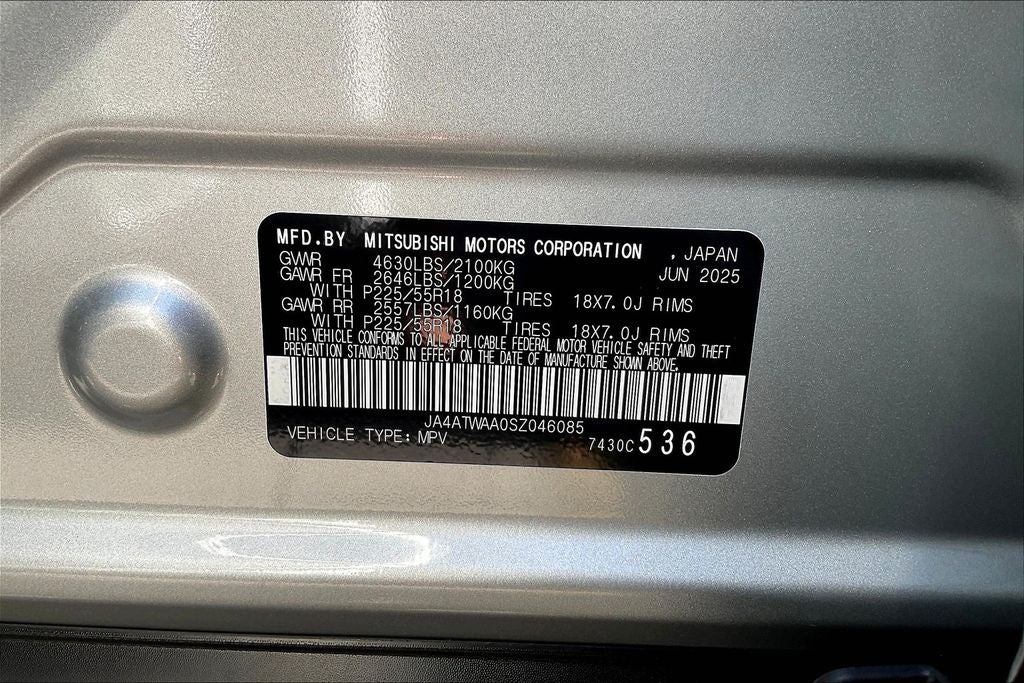 MFD.BY MITSUBISHI MOTORS CORPORATION , JAPAN
GVWR 4630LBS/2100KG JUN 2025
GAWR FR 2646LBS/1200KG
WITH P225/55R18 TIRES 18X7.0J RIMS
GAWR RR 2557LBS/1160KG
WITH P225/55R18 TIRES 18X7.0J RIMS
THIS VEHICLE CONFORMS TO ALL APPLICABLE FEDERAL MOTOR VEHICLE SAFETY AND THEFT
PREVENTION STANDARDS IN EFFECT ON THE DATE OF MANUFACTURE SHOWN ABOVE.
JA4ATWAA0SZ046085
VEHICLE TYPE: MPV 7430C 536